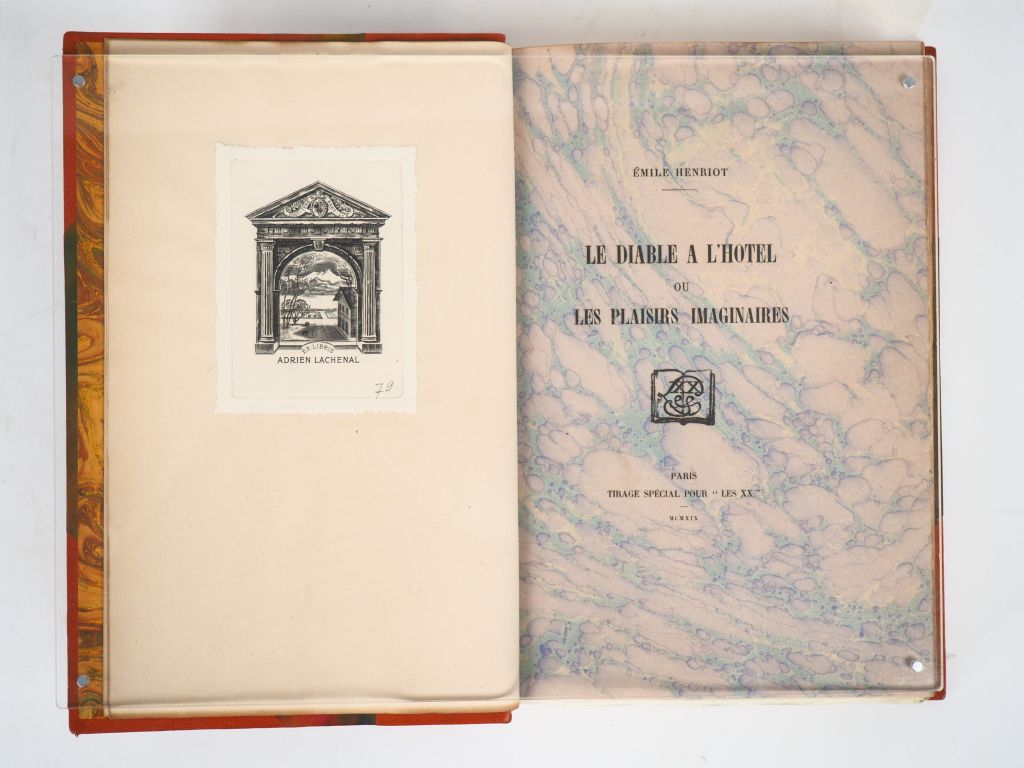 EX-LIBRIS
ADRIEN LACHENAL
79
ÉMILE HENRIOT
LE DIABLE A L'HOTEL
OU
LES PLAISIRS IMAGINAIRES
PARIS
TIRAGE SPÉCIAL POUR "LES XX"
MCMXIX